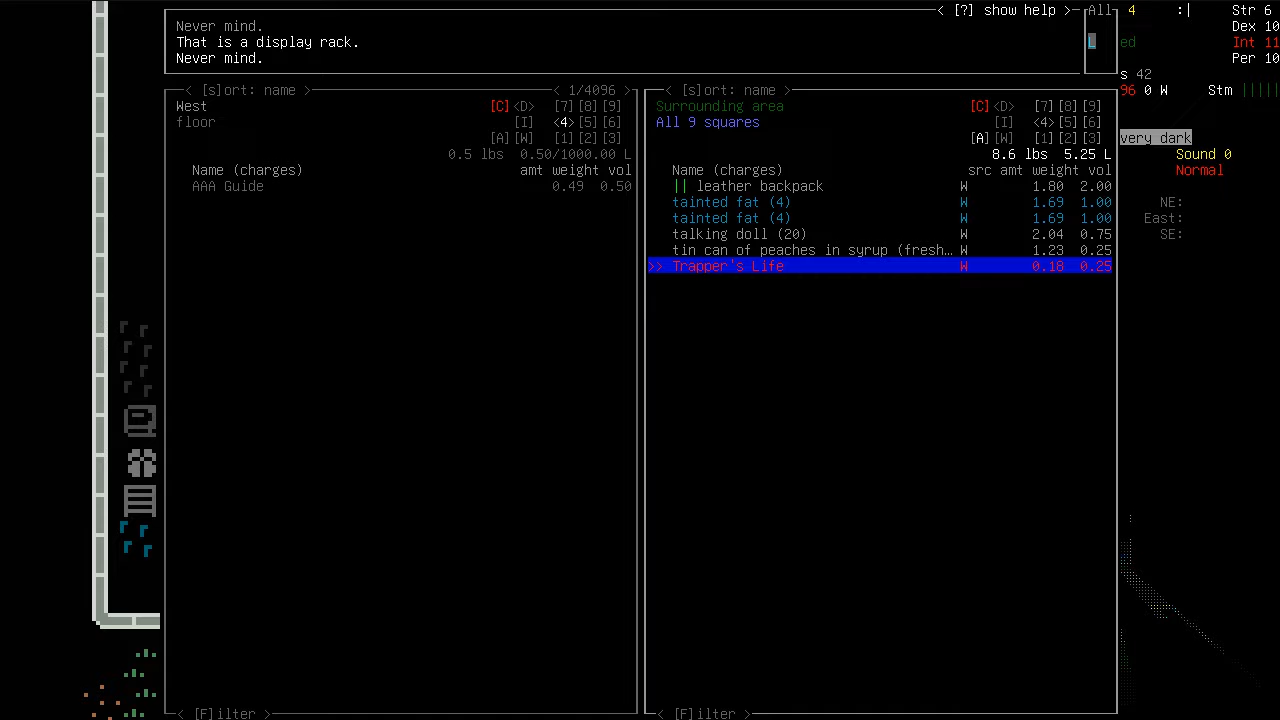 < [?] show help >
Never mind.
That is a display rack.
Never mind.
All
L
4 :| Str 6
Dex 10
ed Int 11
Per 10
s 42
96 0 W Stm |||||
very dark
Sound 0
Normal
NE:
East:
SE:
< [s]ort: name > < 1/4096 >
West [C]<D> [7][8][9]
floor [I] <4>[5][6]
[A][W] [1][2][3]
0.5 lbs 0.50/1000.00 L
Name (charges) amt weight vol
AAA Guide 0.49 0.50
< [F]ilter >
< [s]ort: name >
Surrounding area [C]<D> [7][8][9]
All 9 squares [I] <4>[5][6]
[A][W] [1][2][3]
8.6 lbs 5.25 L
Name (charges) src amt weight vol
|| leather backpack W 1.80 2.00
tainted fat (4) W 1.69 1.00
tainted fat (4) W 1.69 1.00
talking doll (20) W 2.04 0.75
tin can of peaches in syrup (fresh… W 1.23 0.25
>> Trapper's Life W 0.18 0.25
< [F]ilter >